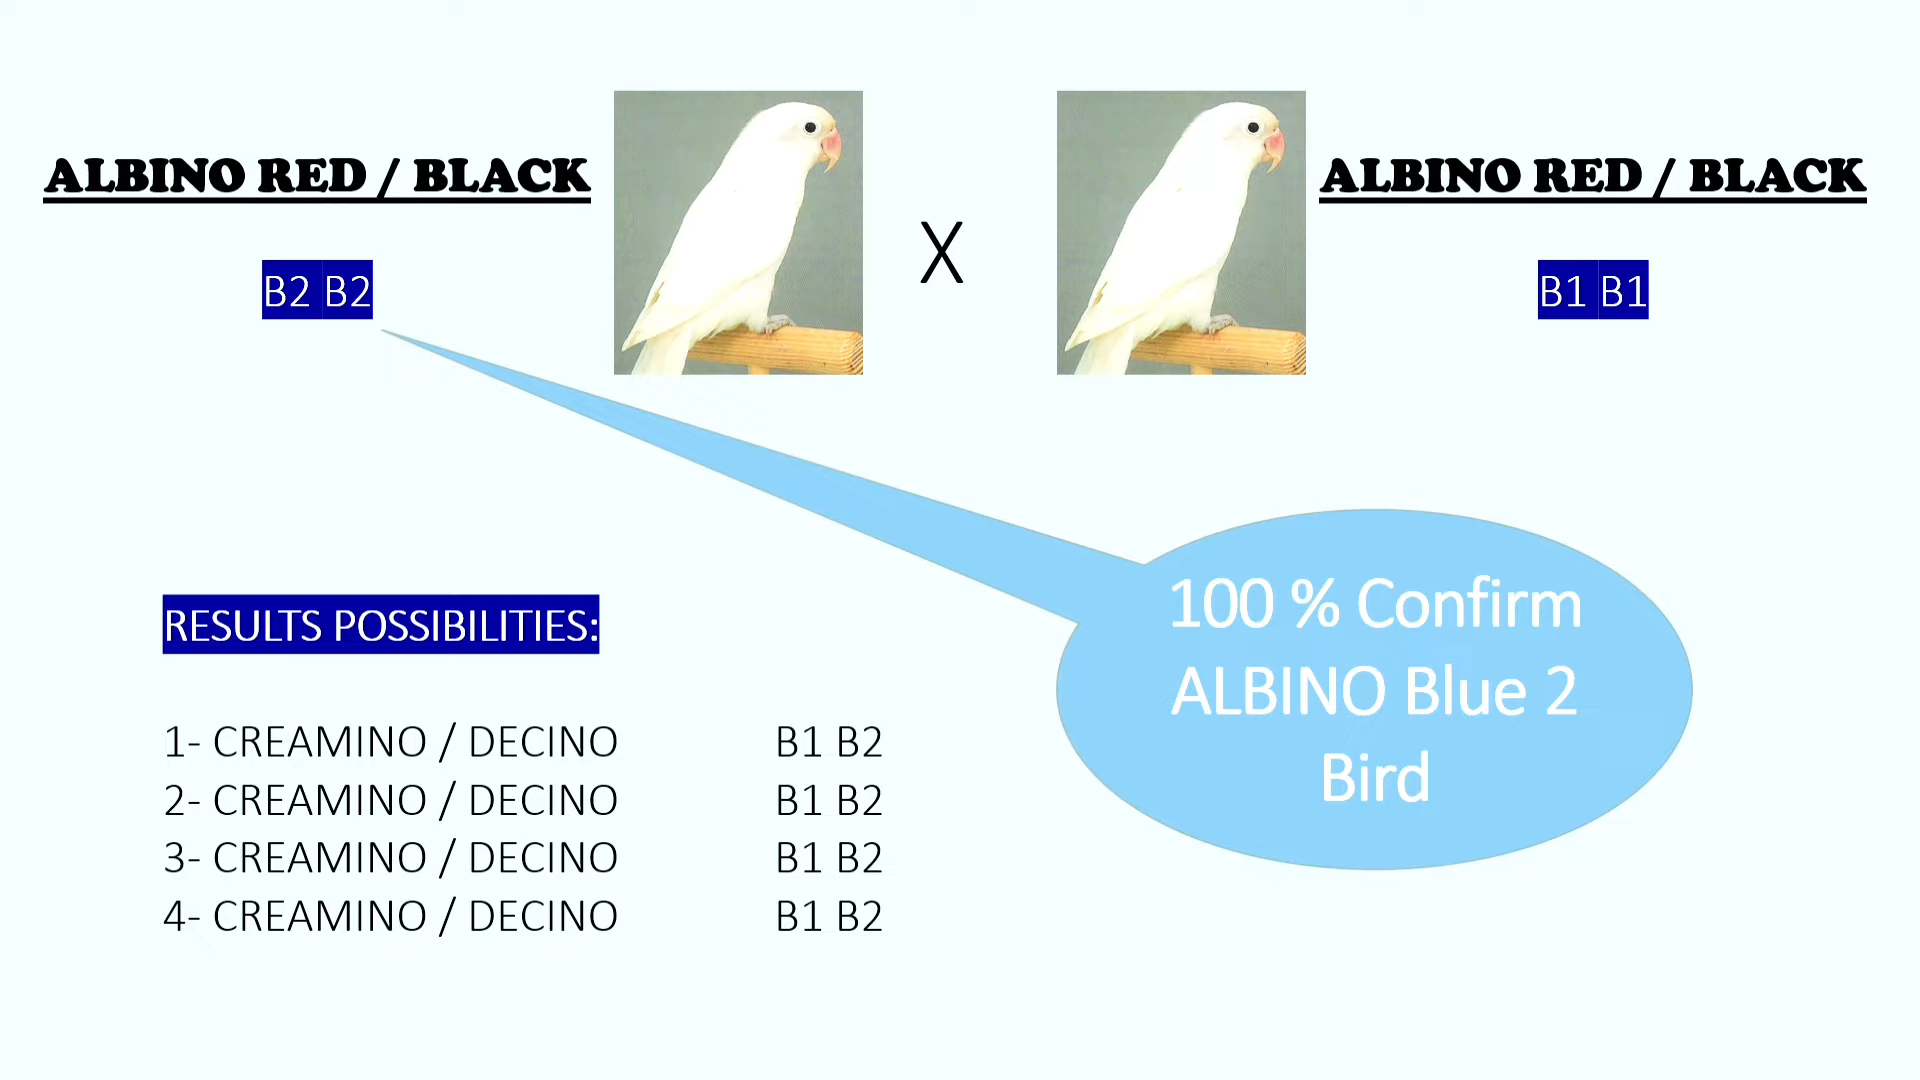 ALBINO RED / BLACK
B2 B2
X
ALBINO RED / BLACK
B1 B1
RESULTS POSSIBILITIES:
1- CREAMINO / DECINO B1 B2
2- CREAMINO / DECINO B1 B2
3- CREAMINO / DECINO B1 B2
4- CREAMINO / DECINO B1 B2
100 % Confirm
ALBINO Blue 2
Bird